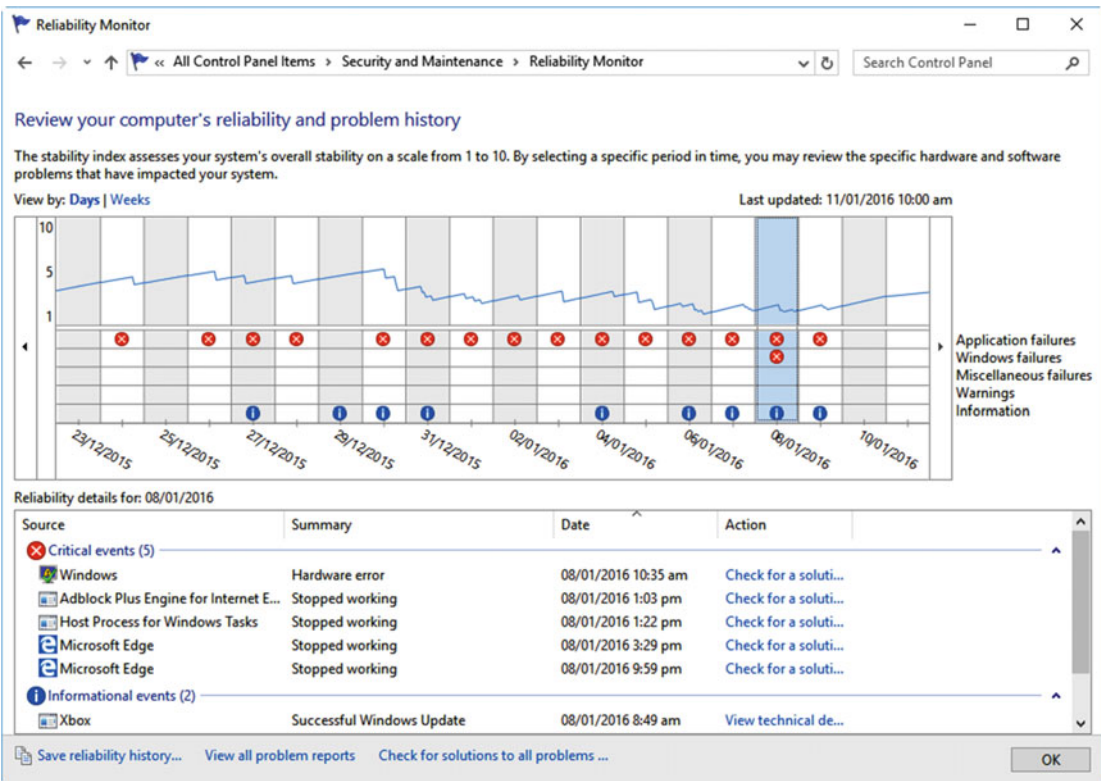 Reliability Monitor
« All Control Panel Items > Security and Maintenance > Reliability Monitor
Search Control Panel
Review your computer's reliability and problem history
The stability index assesses your system's overall stability on a scale from 1 to 10. By selecting a specific period in time, you may review the specific hardware and software
problems that have impacted your system.
View by: Days | Weeks
Last updated: 11/01/2016 10:00 am
10
5
1
Application failures
Windows failures
Miscellaneous failures
Warnings
Information
23/12/2015
25/12/2015
27/12/2015
29/12/2015
31/12/2015
02/01/2016
04/01/2016
06/01/2016
08/01/2016
10/01/2016
Reliability details for: 08/01/2016
Source Summary Date Action
Critical events (5)
Windows Hardware error 08/01/2016 10:35 am Check for a soluti...
Adblock Plus Engine for Internet E... Stopped working 08/01/2016 1:03 pm Check for a soluti...
Host Process for Windows Tasks Stopped working 08/01/2016 1:22 pm Check for a soluti...
Microsoft Edge Stopped working 08/01/2016 3:29 pm Check for a soluti...
Microsoft Edge Stopped working 08/01/2016 9:59 pm Check for a soluti...
Informational events (2)
Xbox Successful Windows Update 08/01/2016 8:49 am View technical de...
Save reliability history... View all problem reports Check for solutions to all problems ...
OK